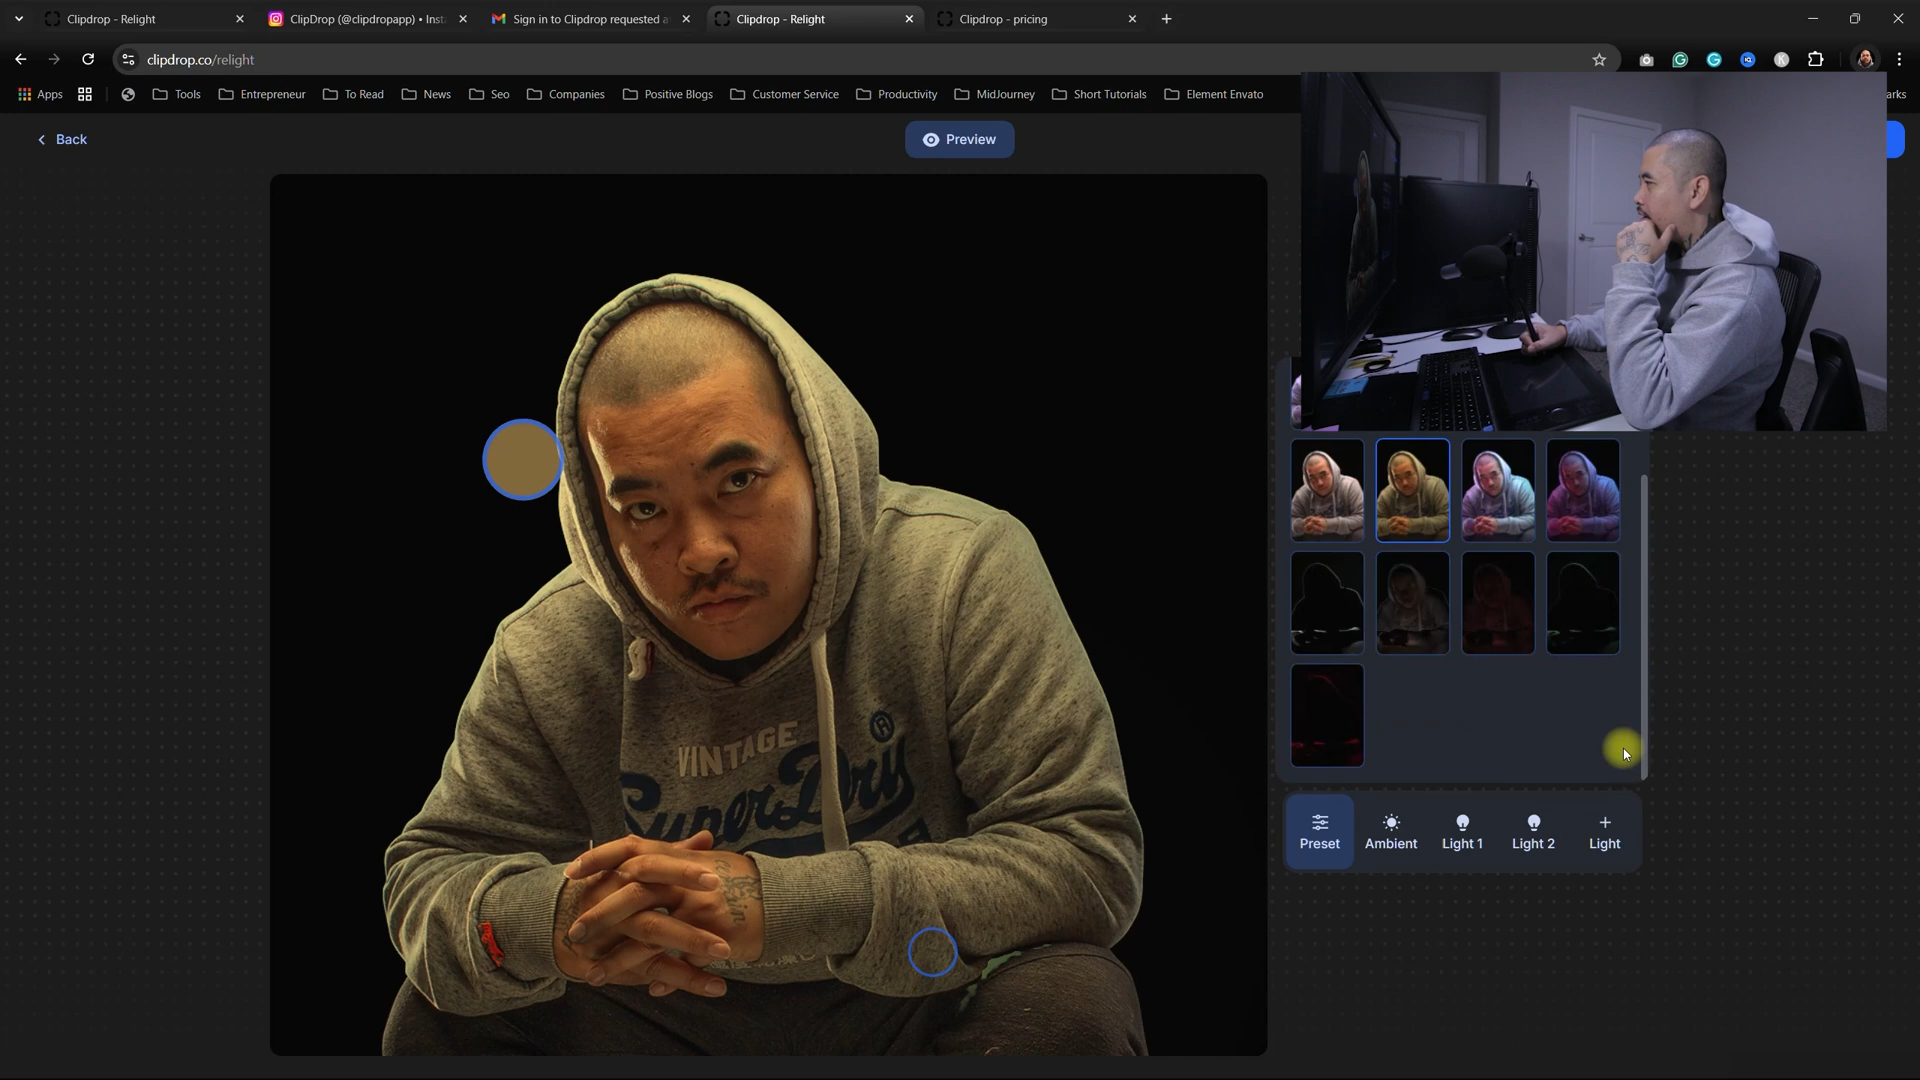 Clipdrop - Relight
ClipDrop (@clipdropapp) • Inst
Sign in to Clipdrop requested a
Clipdrop - Relight
Clipdrop - pricing
clipdrop.co/relight
Apps
Tools
Entrepreneur
To Read
News
Seo
Companies
Positive Blogs
Customer Service
Productivity
MidJourney
Short Tutorials
Element Envato
arks
Back
Preview
VINTAGE
SuperDry
®
Preset
Ambient
Light 1
Light 2
Light